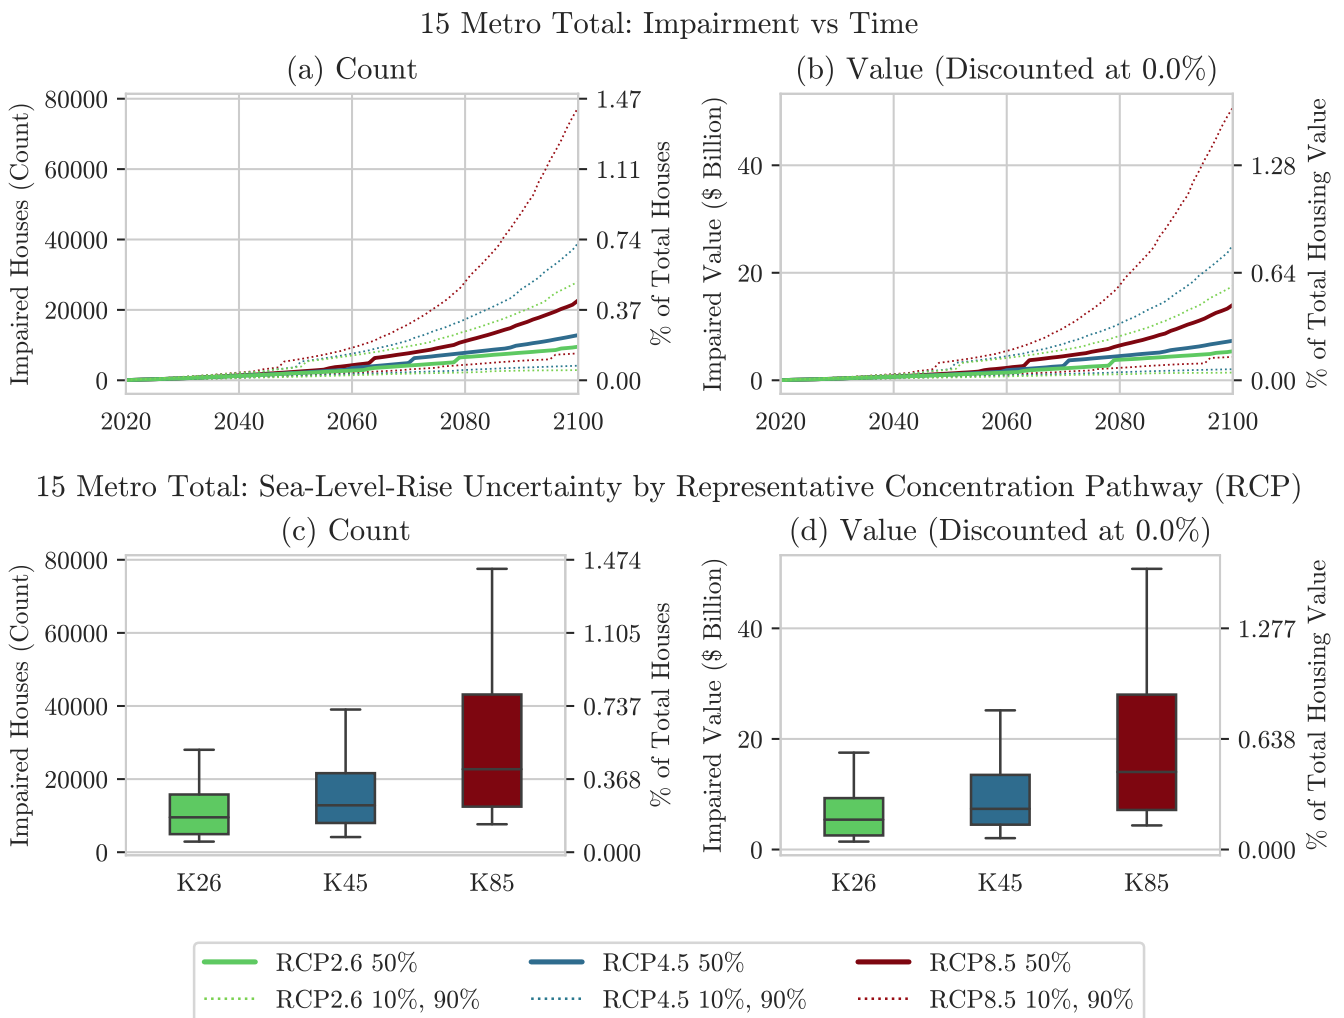 15 Metro Total: Impairment vs Time
(a) Count
(b) Value (Discounted at 0.0%)
Impaired Houses (Count)
80000
60000
40000
20000
0
1.47
1.11
0.74
0.37
0.00
% of Total Houses
2020 2040 2060 2080 2100
Impaired Value ($ Billion)
40
20
0
1.28
0.64
0.00
% of Total Housing Value
2020 2040 2060 2080 2100
15 Metro Total: Sea-Level-Rise Uncertainty by Representative Concentration Pathway (RCP)
(c) Count
(d) Value (Discounted at 0.0%)
Impaired Houses (Count)
80000
60000
40000
20000
0
1.474
1.105
0.737
0.368
0.000
% of Total Houses
K26 K45 K85
Impaired Value ($ Billion)
40
20
0
1.277
0.638
0.000
% of Total Housing Value
K26 K45 K85
RCP2.6 50% RCP4.5 50% RCP8.5 50%
RCP2.6 10%, 90% RCP4.5 10%, 90% RCP8.5 10%, 90%